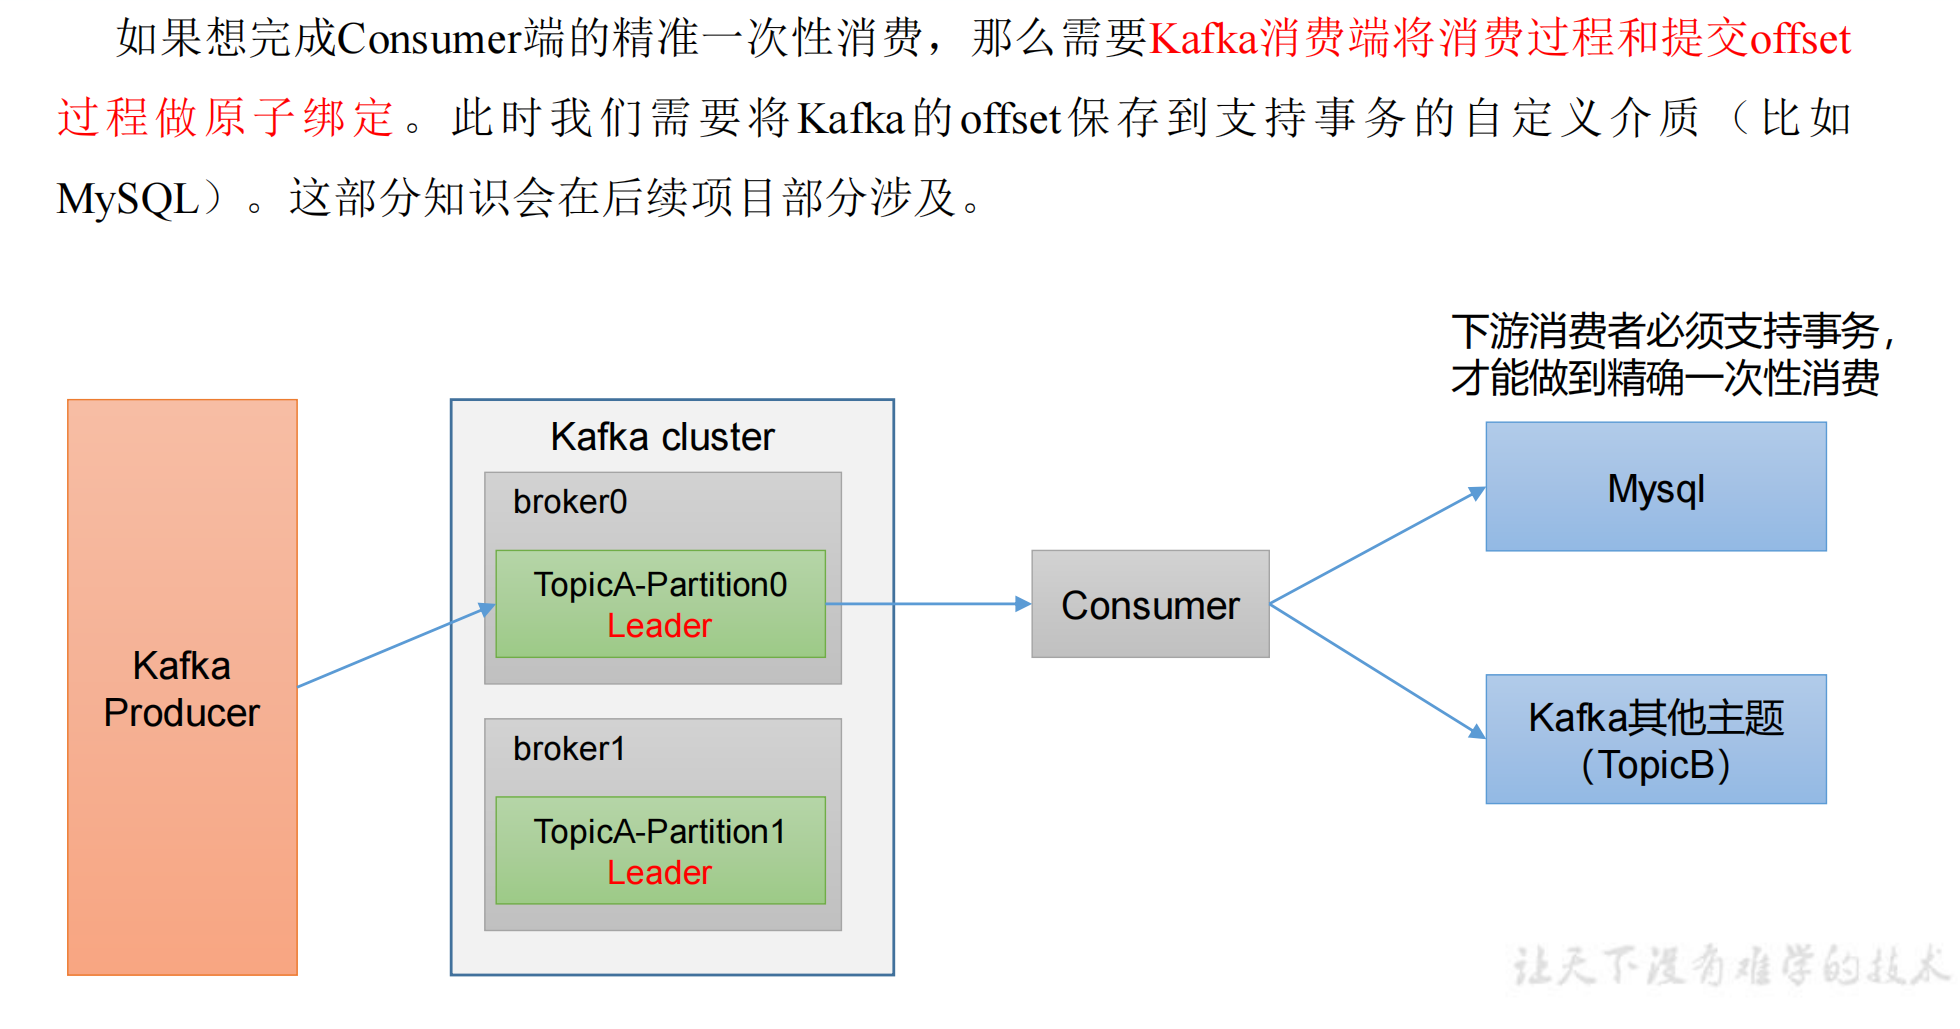 如果想完成Consumer端的精准一次性消费，那么需要Kafka消费端将消费过程和提交offset
过程做原子绑定。此时我们需要将Kafka的offset保存到支持事务的自定义介质（比如
MySQL）。这部分知识会在后续项目部分涉及。
下游消费者必须支持事务，
才能做到精确一次性消费
Kafka cluster
broker0
TopicA-Partition0
Leader
broker1
TopicA-Partition1
Leader
Kafka
Producer
Consumer
Mysql
Kafka其他主题
（TopicB）
让天下没有难学的技术